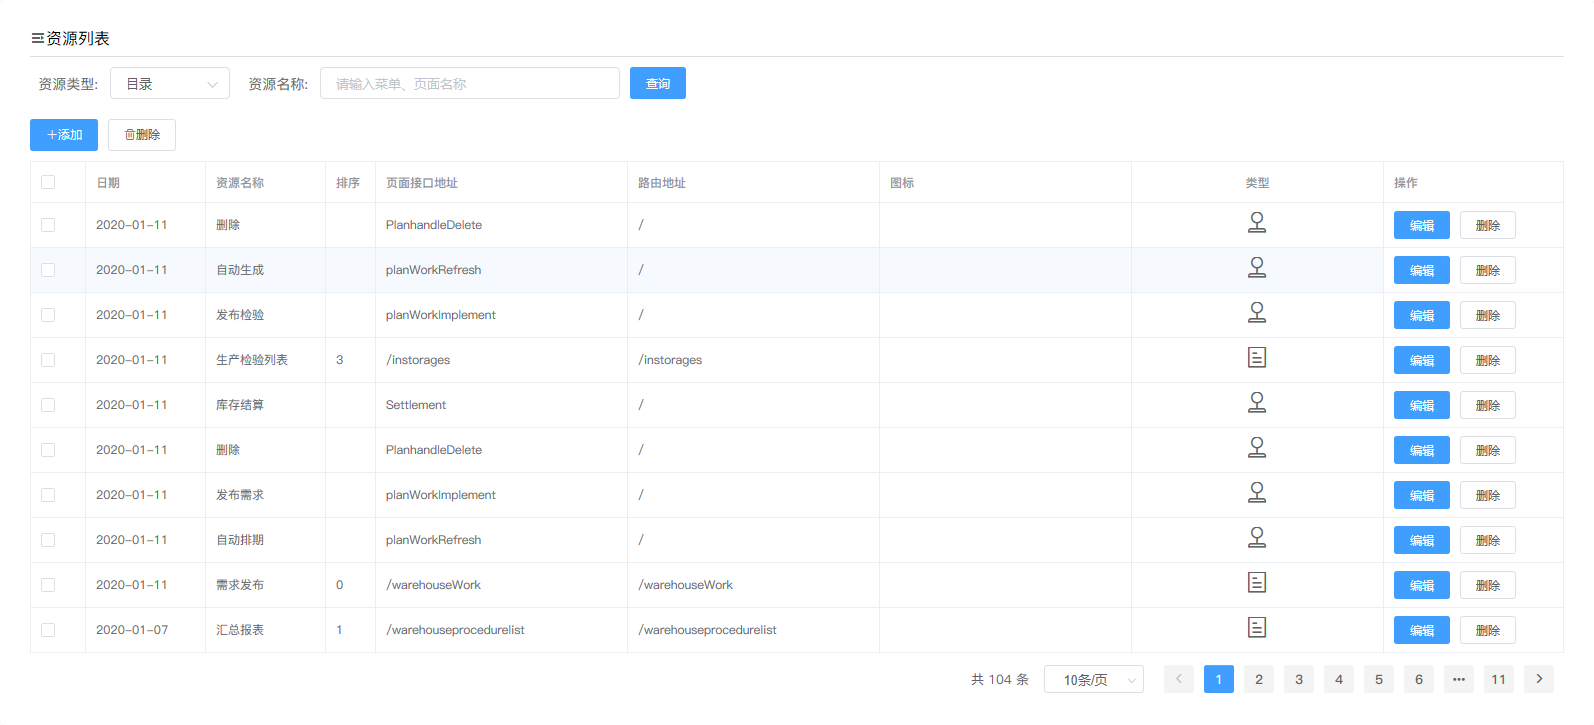 资源列表
资源类型: 目录 资源名称: 请输入菜单、页面名称 查询
+添加 删除
日期 资源名称 排序 页面接口地址 路由地址 图标 类型 操作
2020-01-11 删除 PlanhandleDelete / 编辑 删除
2020-01-11 自动生成 planWorkRefresh / 编辑 删除
2020-01-11 发布检验 planWorkImplement / 编辑 删除
2020-01-11 生产检验列表 3 /instorages /instorages 编辑 删除
2020-01-11 库存结算 Settlement / 编辑 删除
2020-01-11 删除 PlanhandleDelete / 编辑 删除
2020-01-11 发布需求 planWorkImplement / 编辑 删除
2020-01-11 自动排期 planWorkRefresh / 编辑 删除
2020-01-11 需求发布 0 /warehouseWork /warehouseWork 编辑 删除
2020-01-07 汇总报表 1 /warehouseprocedurelist /warehouseprocedurelist 编辑 删除
共 104 条 10条/页 < 1 2 3 4 5 6 ••• 11 >